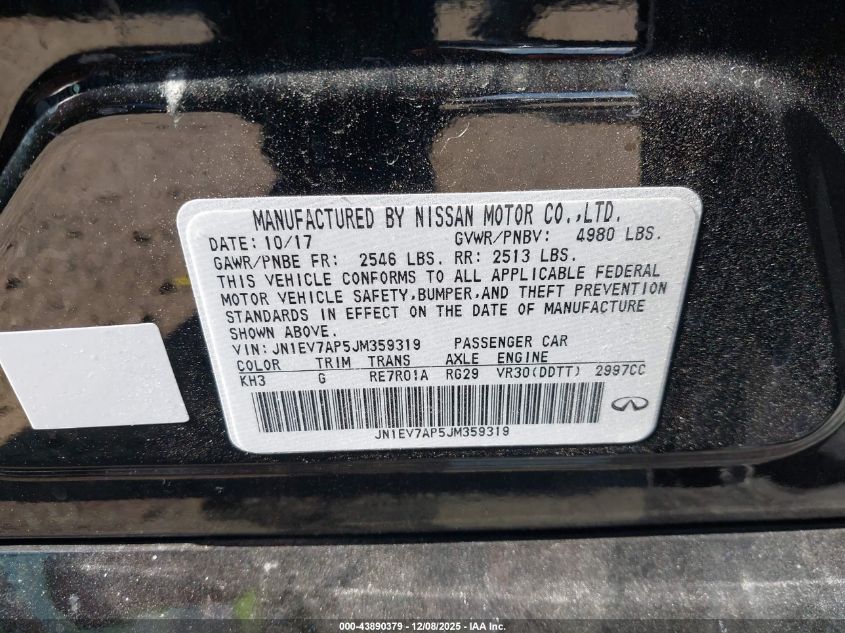 MANUFACTURED BY NISSAN MOTOR CO.,LTD.
DATE: 10/17 GVWR/PNBV: 4980 LBS.
GAWR/PNBE FR: 2546 LBS. RR: 2513 LBS.
THIS VEHICLE CONFORMS TO ALL APPLICABLE FEDERAL
MOTOR VEHICLE SAFETY,BUMPER,AND THEFT PREVENTION
STANDARDS IN EFFECT ON THE DATE OF MANUFACTURE
SHOWN ABOVE.
VIN: JN1EV7AP5JM359319 PASSENGER CAR
COLOR TRIM TRANS AXLE ENGINE
KH3 G RE7R01A RG29 VR30(DDTT) 2997CC
JN1EV7AP5JM359319
000-43890379 - 12/08/2025 - IAA Inc.